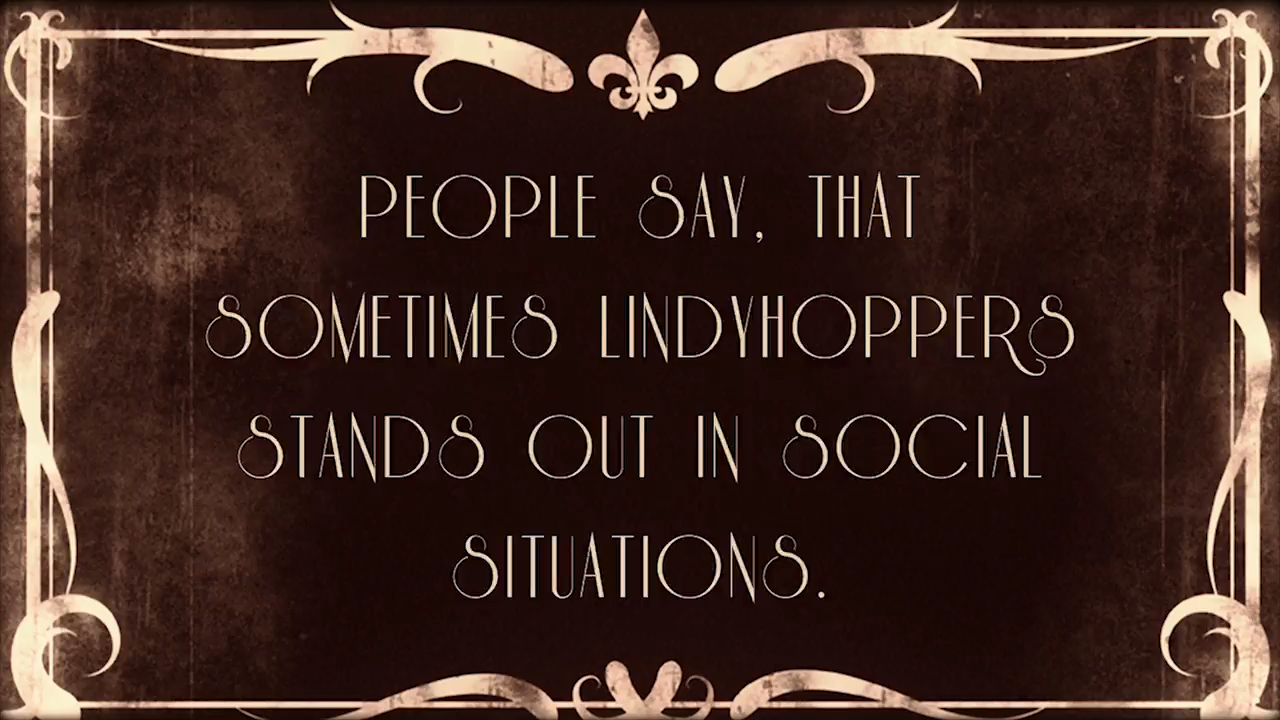 PEOPLE SAY, THAT
SOMETIMES LINDYHOPPERS
STANDS OUT IN SOCIAL
SITUATIONS.